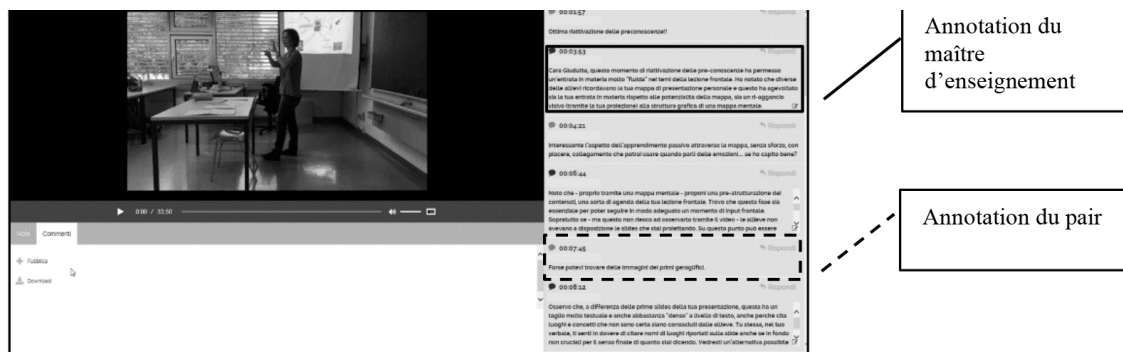 00:01:57 Rispondi
Ottima riattivazione delle preconoscenze!!
00:03:53 Rispondi
Cara Giuditta, questo momento di riattivazione delle pre-conoscenze ha permesso
un'entrata in materia molto "fluida" nel temi della lezione frontale. Ho notato che diverse
delle allievi ricordavano la tua mappa di presentazione personale e questo ha agevolato
sia la tua entrata in materia rispetto alle potenzialità della mappa, sia un ri-aggancio
visivo (tramite la tua proiezione) alla struttura grafica di una mappa mentale.
00:04:21 Rispondi
Interessante l'aspetto dell'apprendimento passivo attraverso la mappa, senza sforzo, con
piacere, collegamento che potrai usare quando parli delle emozioni... se ho capito bene?
00:06:44 Rispondi
Noto che - proprio tramite una mappa mentale - proponi una pre-strutturazione dei
contenuti, una sorta di agenda della tua lezione frontale. Trovo che questa fase sia
essenziale per poter seguire in modo adeguato un momento di input frontale.
Soprattutto se - ma questo non riesco ad osservarlo tramite il video - le allieve non
avevano a disposizione le slides che stai proiettando. Su questo punto può essere
00:07:45 Rispondi
Forse potevi trovare delle immagini dei primi geroglifici.
00:08:12 Rispondi
Osservo che, a differenza delle prime slides della tua presentazione, questa ha un
taglio molto testuale e anche abbastanza "denso" a livello di testo, anche perché cita
luoghi e concetti che non sono certa siano conosciuti dalle allieve. Tu stessa, nel tuo
verbale, ti senti in dovere di citare nomi di luoghi riportati sulla slide anche se in fondo
non cruciali per il senso finale di quanto stai dicendo. Vedresti un'alternativa possibile
0:00 / 33:50
Note Commenti
Pubblica
Download
Annotation du
maître
d'enseignement
Annotation du pair